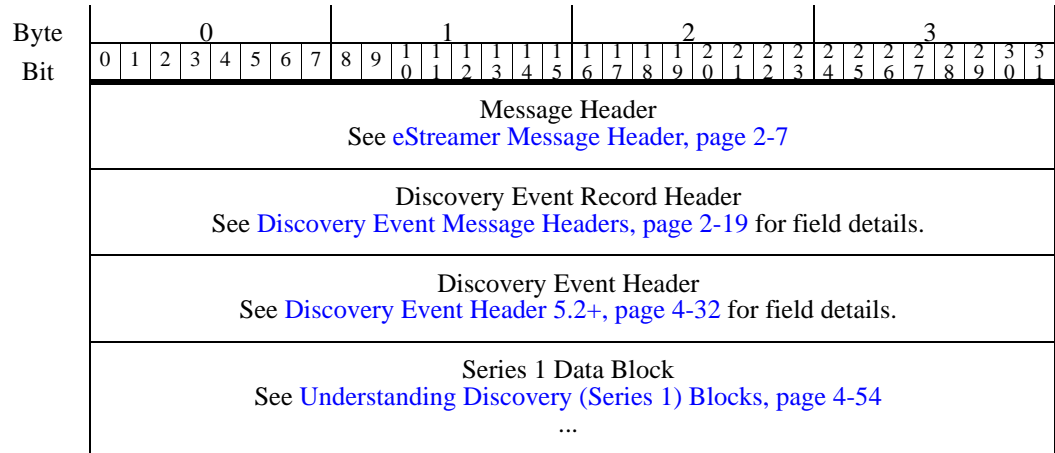 Byte 0 1 2 3
Bit 0 1 2 3 4 5 6 7 8 9 10 11 12 13 14 15 16 17 18 19 20 21 22 23 24 25 26 27 28 29 30 31
Message Header
See eStreamer Message Header, page 2-7
Discovery Event Record Header
See Discovery Event Message Headers, page 2-19 for field details.
Discovery Event Header
See Discovery Event Header 5.2+, page 4-32 for field details.
Series 1 Data Block
See Understanding Discovery (Series 1) Blocks, page 4-54
...